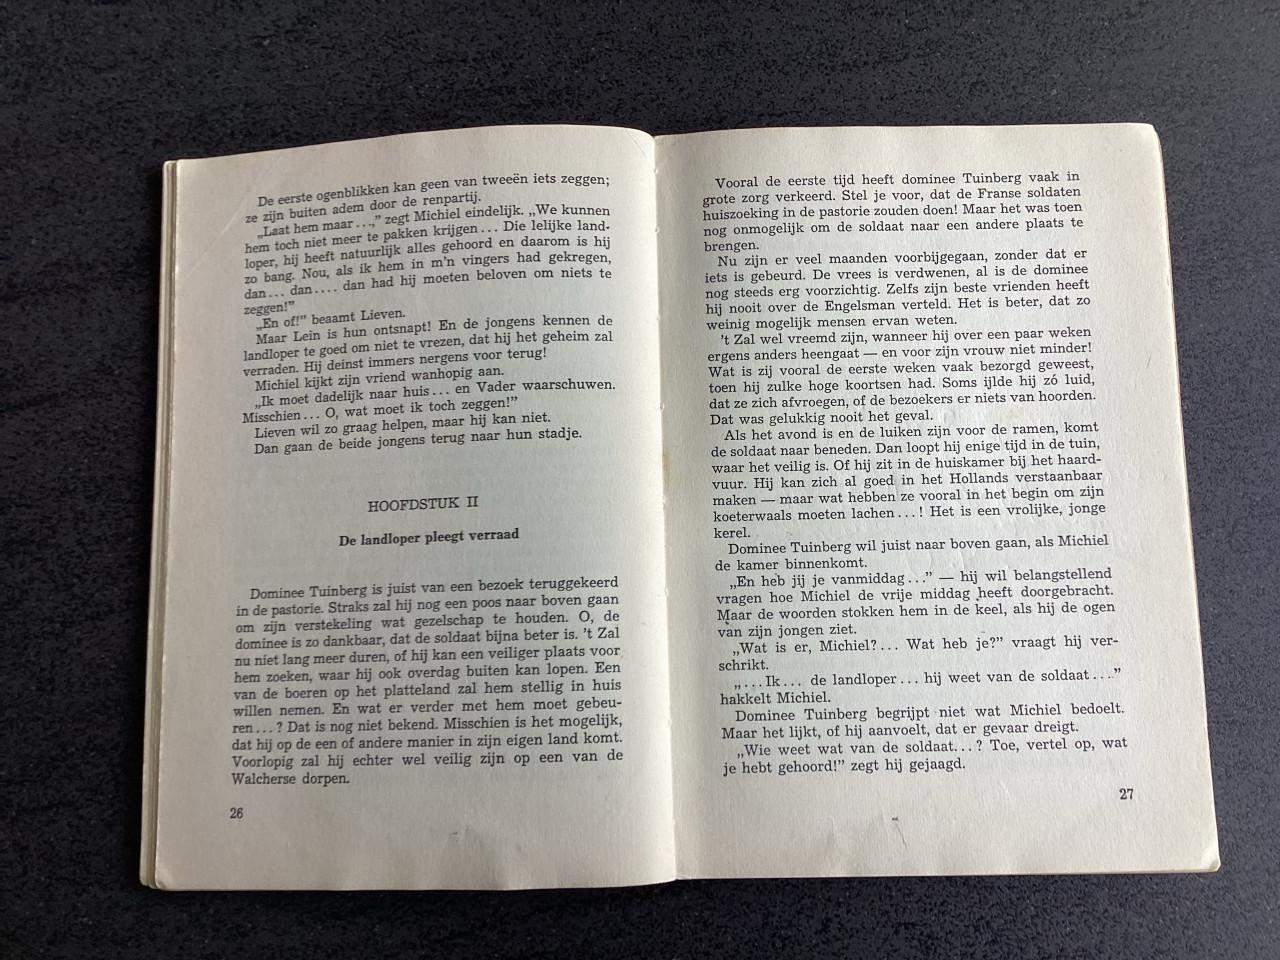 De eerste ogenblikken kan geen van tweeën iets zeggen;
ze zijn buiten adem door de renpartij.
„Laat hem maar...,” zegt Michiel eindelijk. „We kunnen
hem toch niet meer te pakken krijgen... Die lelijke land-
loper, hij heeft natuurlijk alles gehoord en daarom is hij
zo bang. Nou, als ik hem in m'n vingers had gekregen,
dan... dan.... dan had hij moeten beloven om niets te
zeggen!”
„En of!” beaamt Lieven.
Maar Lein is hun ontsnapt! En de jongens kennen de
landloper te goed om niet te vrezen, dat hij het geheim zal
verraden. Hij deinst immers nergens voor terug!
Michiel kijkt zijn vriend wanhopig aan.
„Ik moet dadelijk naar huis... en Vader waarschuwen.
Misschien... O, wat moet ik toch zeggen!”
Lieven wil zo graag helpen, maar hij kan niet.
Dan gaan de beide jongens terug naar hun stadje.
HOOFDSTUK II
De landloper pleegt verraad
Dominee Tuinberg is juist van een bezoek teruggekeerd
in de pastorie. Straks zal hij nog een poos naar boven gaan
om zijn verstekeling wat gezelschap te houden. O, de
dominee is zo dankbaar, dat de soldaat bijna beter is. 't Zal
nu niet lang meer duren, of hij kan een veiliger plaats voor
hem zoeken, waar hij ook overdag buiten kan lopen. Een
van de boeren op het platteland zal hem stellig in huis
willen nemen. En wat er verder met hem moet gebeu-
ren...? Dat is nog niet bekend. Misschien is het mogelijk,
dat hij op de een of andere manier in zijn eigen land komt.
Voorlopig zal hij echter wel veilig zijn op een van de
Walcherse dorpen.
26
Vooral de eerste tijd heeft dominee Tuinberg vaak in
grote zorg verkeerd. Stel je voor, dat de Franse soldaten
huiszoeking in de pastorie zouden doen! Maar het was toen
nog onmogelijk om de soldaat naar een andere plaats te
brengen.
Nu zijn er veel maanden voorbijgegaan, zonder dat er
iets is gebeurd. De vrees is verdwenen, al is de dominee
nog steeds erg voorzichtig. Zelfs zijn beste vrienden heeft
hij nooit over de Engelsman verteld. Het is beter, dat zo
weinig mogelijk mensen ervan weten.
't Zal wel vreemd zijn, wanneer hij over een paar weken
ergens anders heengaat — en voor zijn vrouw niet minder!
Wat is zij vooral de eerste weken vaak bezorgd geweest,
toen hij zulke hoge koortsen had. Soms ijlde hij zó luid,
dat ze zich afvroegen, of de bezoekers er niets van hoorden.
Dat was gelukkig nooit het geval.
Als het avond is en de luiken zijn voor de ramen, komt
de soldaat naar beneden. Dan loopt hij enige tijd in de tuin,
waar het veilig is. Of hij zit in de huiskamer bij het haard-
vuur. Hij kan zich al goed in het Hollands verstaanbaar
maken — maar wat hebben ze vooral in het begin om zijn
koeterwaals moeten lachen...! Het is een vrolijke, jonge
kerel.
Dominee Tuinberg wil juist naar boven gaan, als Michiel
de kamer binnenkomt.
„En heb jij je vanmiddag...” — hij wil belangstellend
vragen hoe Michiel de vrije middag heeft doorgebracht.
Maar de woorden stokken hem in de keel, als hij de ogen
van zijn jongen ziet.
„Wat is er, Michiel?... Wat heb je?” vraagt hij ver-
schrikt.
„...Ik... de landloper... hij weet van de soldaat....”
hakkelt Michiel.
Dominee Tuinberg begrijpt niet wat Michiel bedoelt.
Maar het lijkt, of hij aanvoelt, dat er gevaar dreigt.
„Wie weet wat van de soldaat...? Toe, vertel op, wat
je hebt gehoord!” zegt hij gejaagd.
27